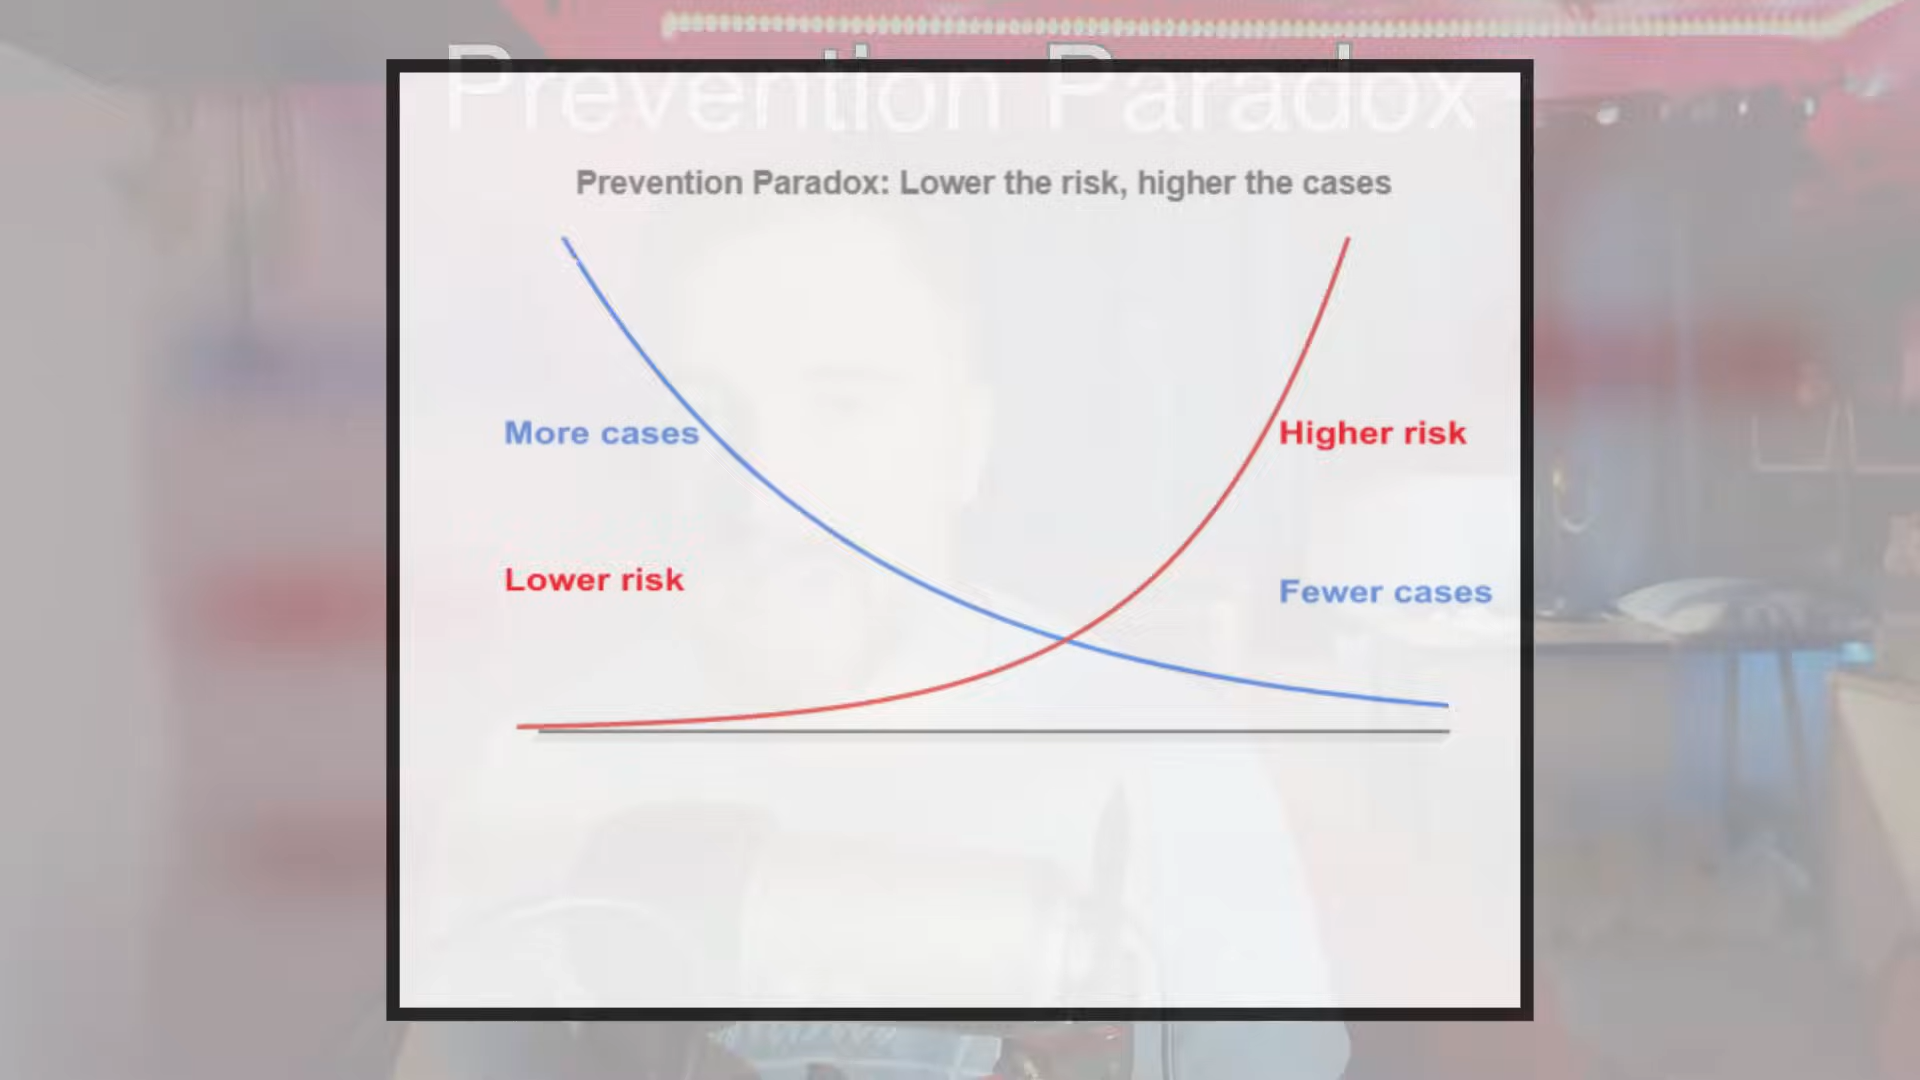 Prevention Paradox
Prevention Paradox: Lower the risk, higher the cases
More cases
Higher risk
Lower risk
Fewer cases